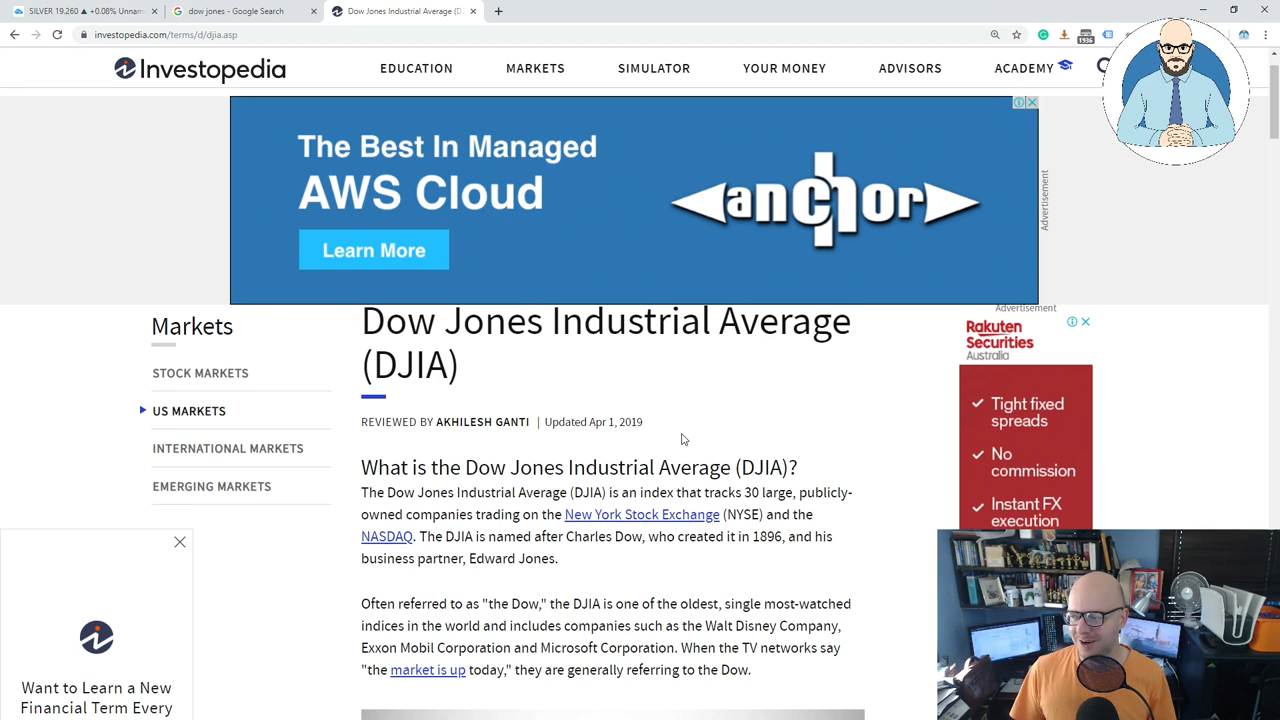 SILVER 19.260 ▲ +0.08% Unnam
dow jones - Google Search
Dow Jones Industrial Average (D
investopedia.com/terms/d/djia.asp
1936
Investopedia
EDUCATION
MARKETS
SIMULATOR
YOUR MONEY
ADVISORS
ACADEMY
The Best In Managed
AWS Cloud
Learn More
anchor
Advertisement
Markets
STOCK MARKETS
US MARKETS
INTERNATIONAL MARKETS
EMERGING MARKETS
Dow Jones Industrial Average
(DJIA)
REVIEWED BY AKHILESH GANTI | Updated Apr 1, 2019
What is the Dow Jones Industrial Average (DJIA)?
The Dow Jones Industrial Average (DJIA) is an index that tracks 30 large, publicly-
owned companies trading on the New York Stock Exchange (NYSE) and the
NASDAQ. The DJIA is named after Charles Dow, who created it in 1896, and his
business partner, Edward Jones.
Often referred to as "the Dow," the DJIA is one of the oldest, single most-watched
indices in the world and includes companies such as the Walt Disney Company,
Exxon Mobil Corporation and Microsoft Corporation. When the TV networks say
"the market is up today," they are generally referring to the Dow.
Advertisement
Rakuten
Securities
Australia
Tight fixed
spreads
No
commission
Instant FX
execution
Want to Learn a New
Financial Term Every